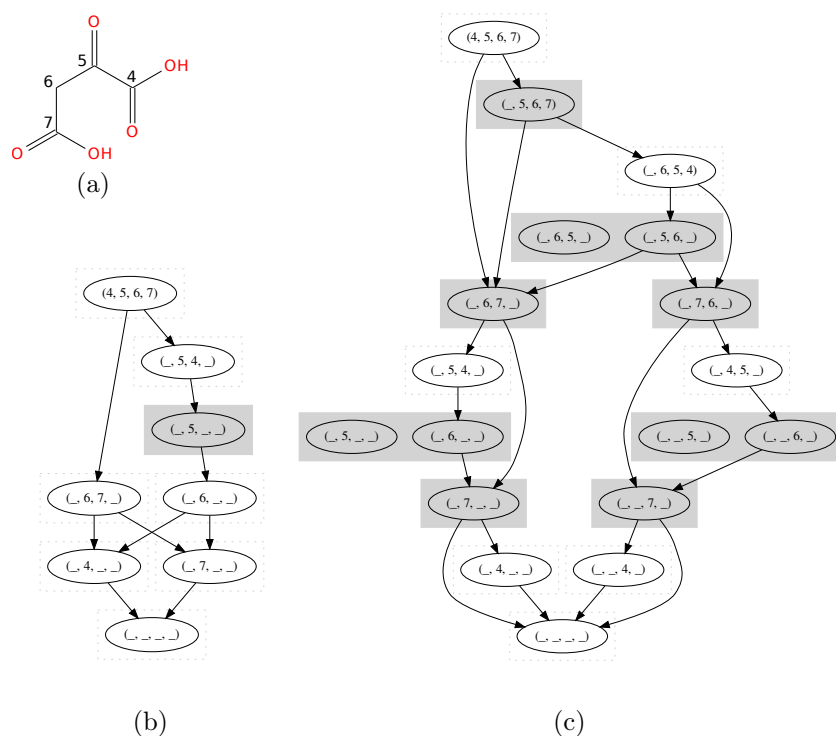 O
5
4
OH
6
O
7
O
OH
(a)
(4, 5, 6, 7)
(_, 5, 4, _)
(_, 5, _, _)
(_, 6, 7, _)
(_, 6, _, _)
(_, 4, _, _)
(_, 7, _, _)
(_, _, _, _)
(b)
(4, 5, 6, 7)
(_, 5, 6, 7)
(_, 6, 5, 4)
(_, 6, 5, _)
(_, 5, 6, _)
(_, 6, 7, _)
(_, 7, 6, _)
(_, 5, 4, _)
(_, 4, 5, _)
(_, 5, _, _)
(_, 6, _, _)
(_, _, 5, _)
(_, _, 6, _)
(_, 7, _, _)
(_, _, 7, _)
(_, 4, _, _)
(_, _, 4, _)
(_, _, _, _)
(c)